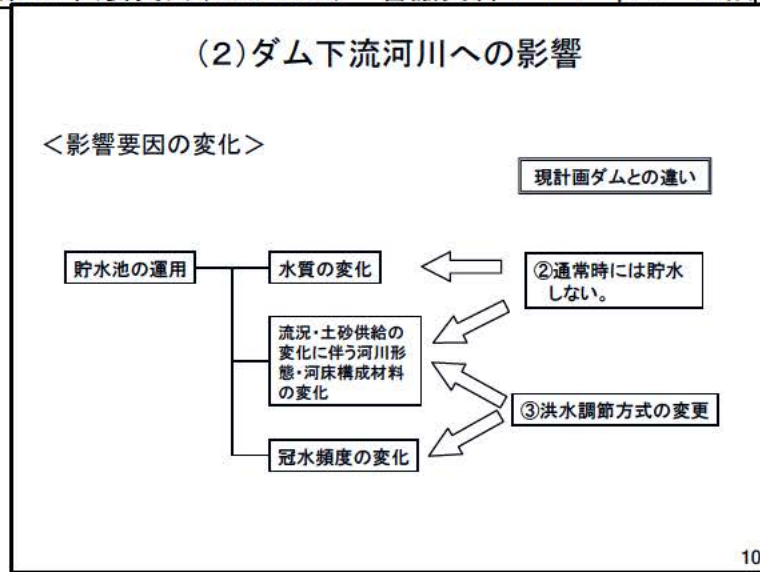 (2)ダム下流河川への影響
＜影響要因の変化＞
現計画ダムとの違い
貯水池の運用
水質の変化
②通常時には貯水
しない。
流況・土砂供給の
変化に伴う河川形
態・河床構成材料
の変化
③洪水調節方式の変更
冠水頻度の変化
10